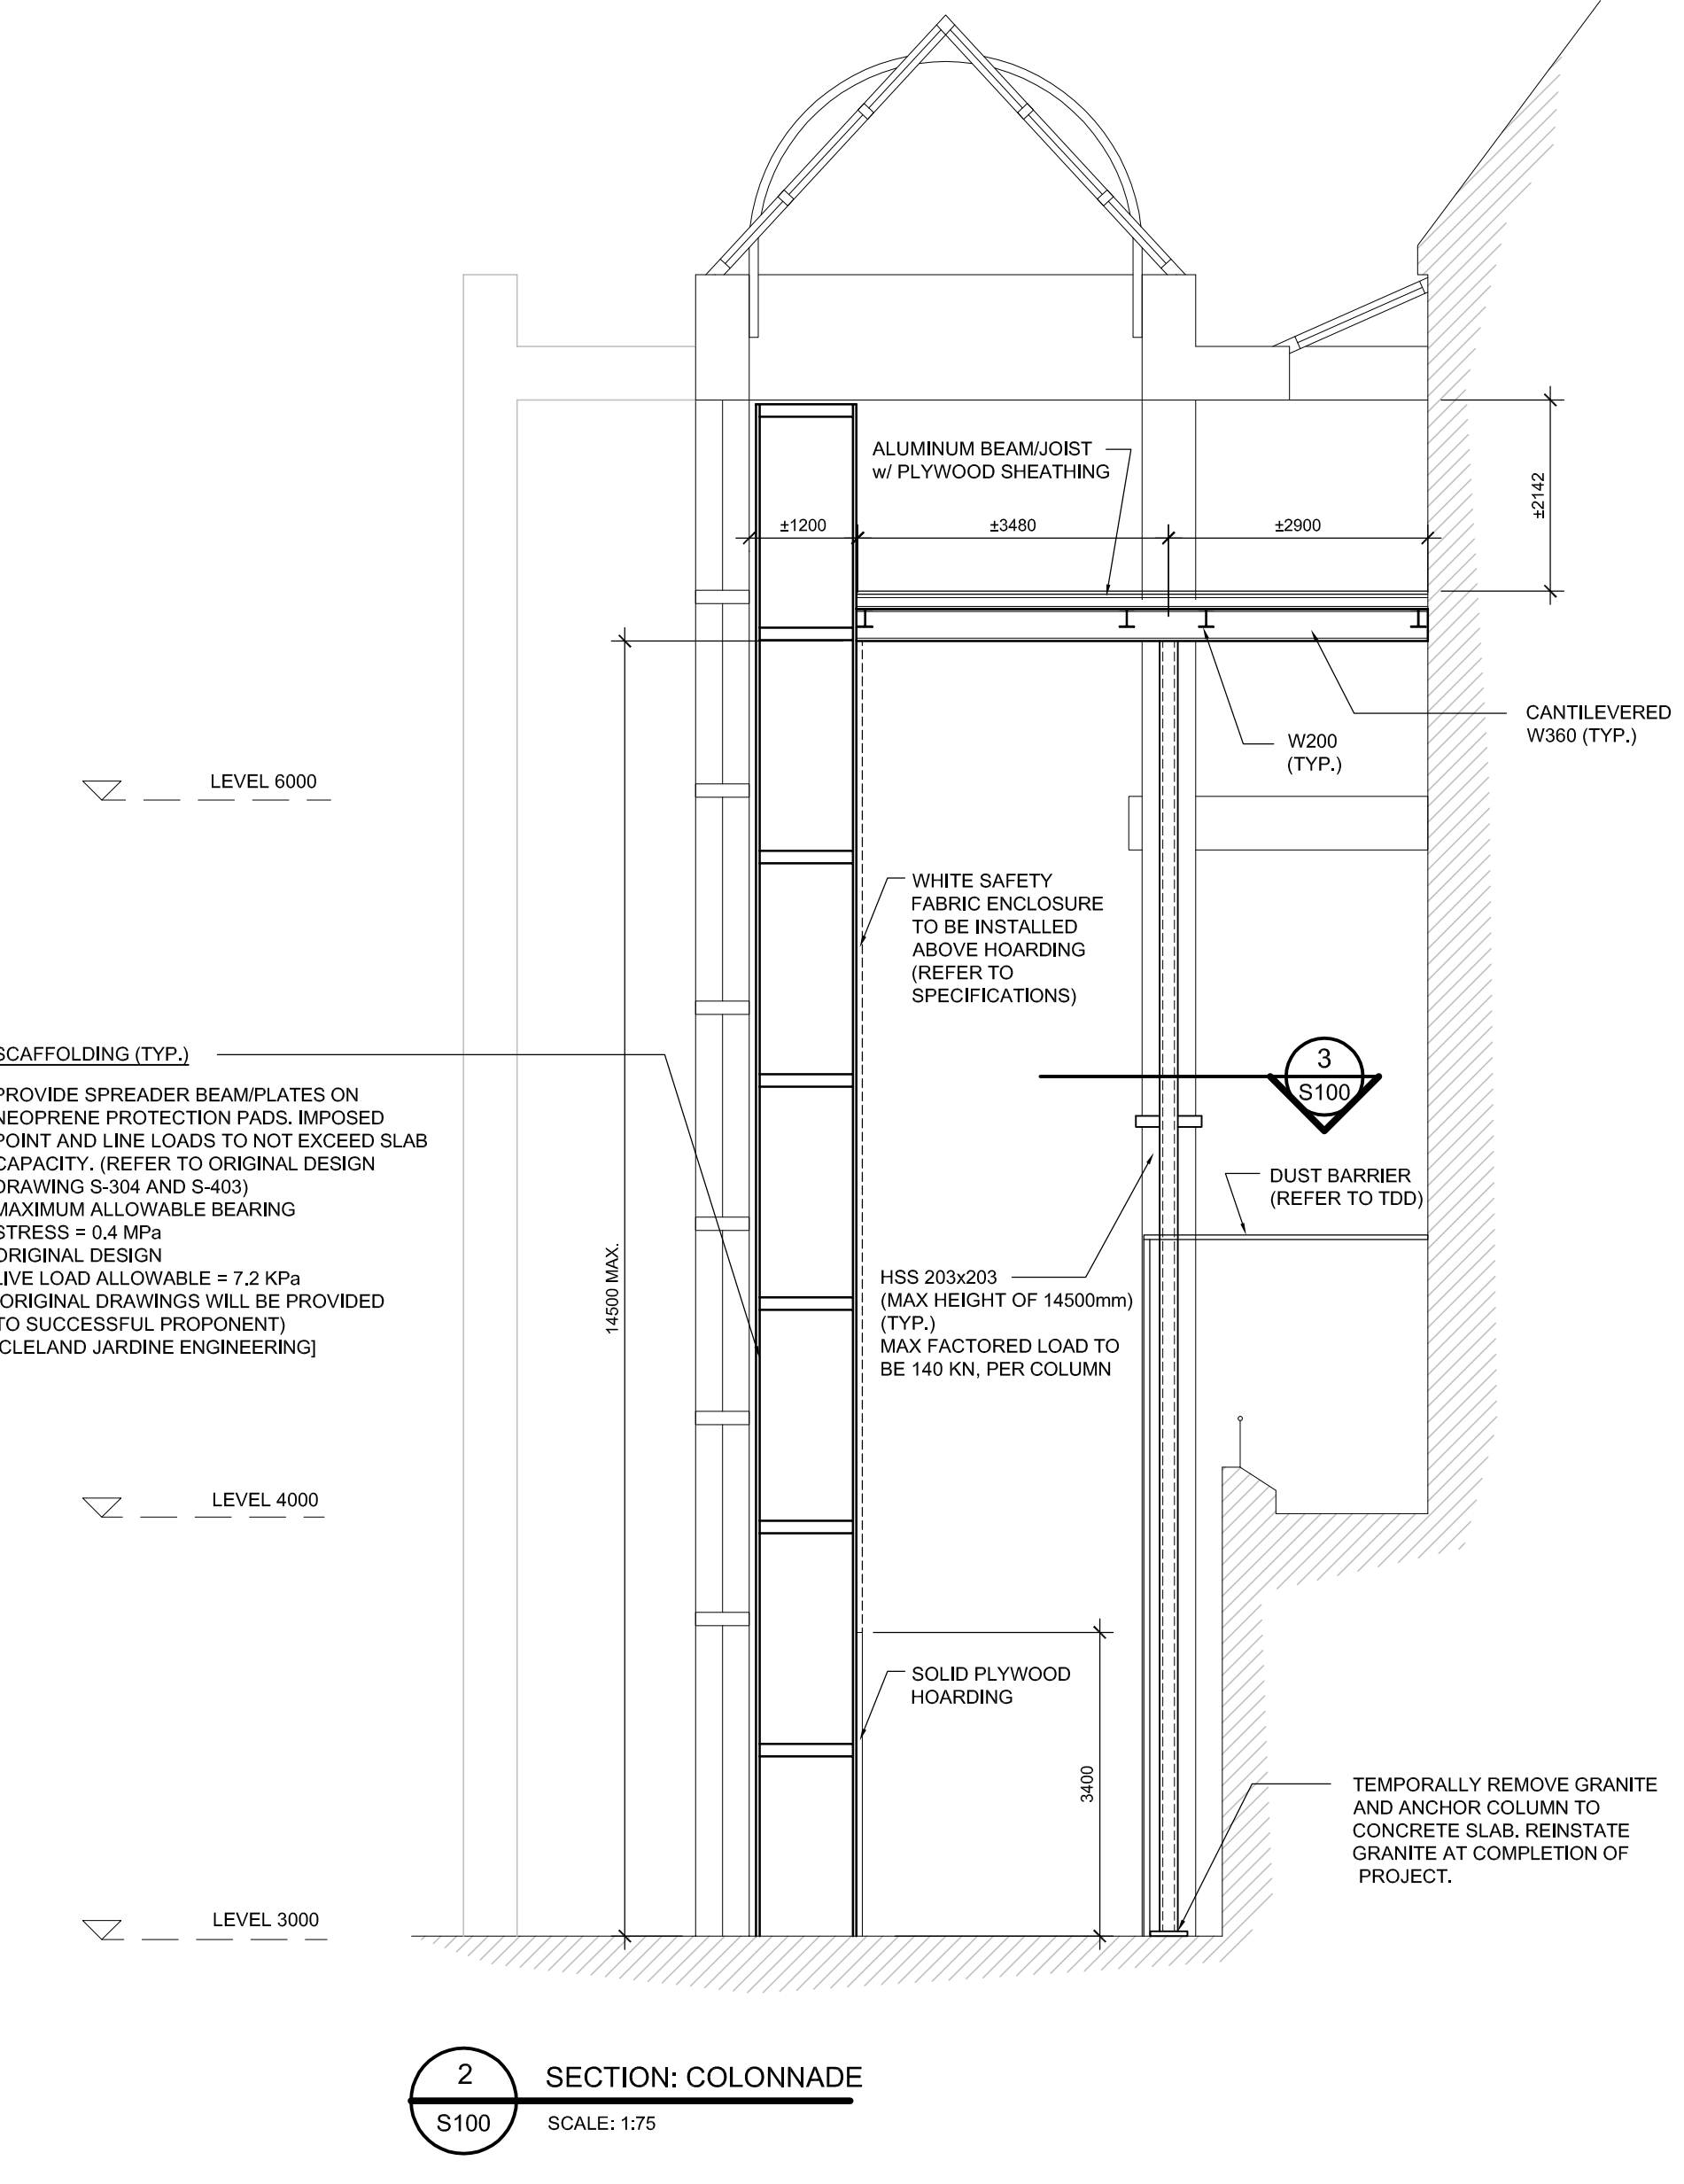 ALUMINUM BEAM/JOIST
w/ PLYWOOD SHEATHING
±1200
±3480
±2900
±2142
CANTILEVERED
W360 (TYP.)
W200
(TYP.)
LEVEL 6000
WHITE SAFETY
FABRIC ENCLOSURE
TO BE INSTALLED
ABOVE HOARDING
(REFER TO
SPECIFICATIONS)
SCAFFOLDING (TYP.)
PROVIDE SPREADER BEAM/PLATES ON
NEOPRENE PROTECTION PADS. IMPOSED
POINT AND LINE LOADS TO NOT EXCEED SLAB
CAPACITY. (REFER TO ORIGINAL DESIGN
DRAWING S-304 AND S-403)
MAXIMUM ALLOWABLE BEARING
STRESS = 0.4 MPa
ORIGINAL DESIGN
LIVE LOAD ALLOWABLE = 7.2 KPa
ORIGINAL DRAWINGS WILL BE PROVIDED
TO SUCCESSFUL PROPONENT)
CLELAND JARDINE ENGINEERING]
3
S100
DUST BARRIER
(REFER TO TDD)
14500 MAX.
HSS 203x203
(MAX HEIGHT OF 14500mm)
(TYP.)
MAX FACTORED LOAD TO
BE 140 KN, PER COLUMN
LEVEL 4000
SOLID PLYWOOD
HOARDING
3400
TEMPORALLY REMOVE GRANITE
AND ANCHOR COLUMN TO
CONCRETE SLAB. REINSTATE
GRANITE AT COMPLETION OF
PROJECT.
LEVEL 3000
2
S100
SECTION: COLONNADE
SCALE: 1:75